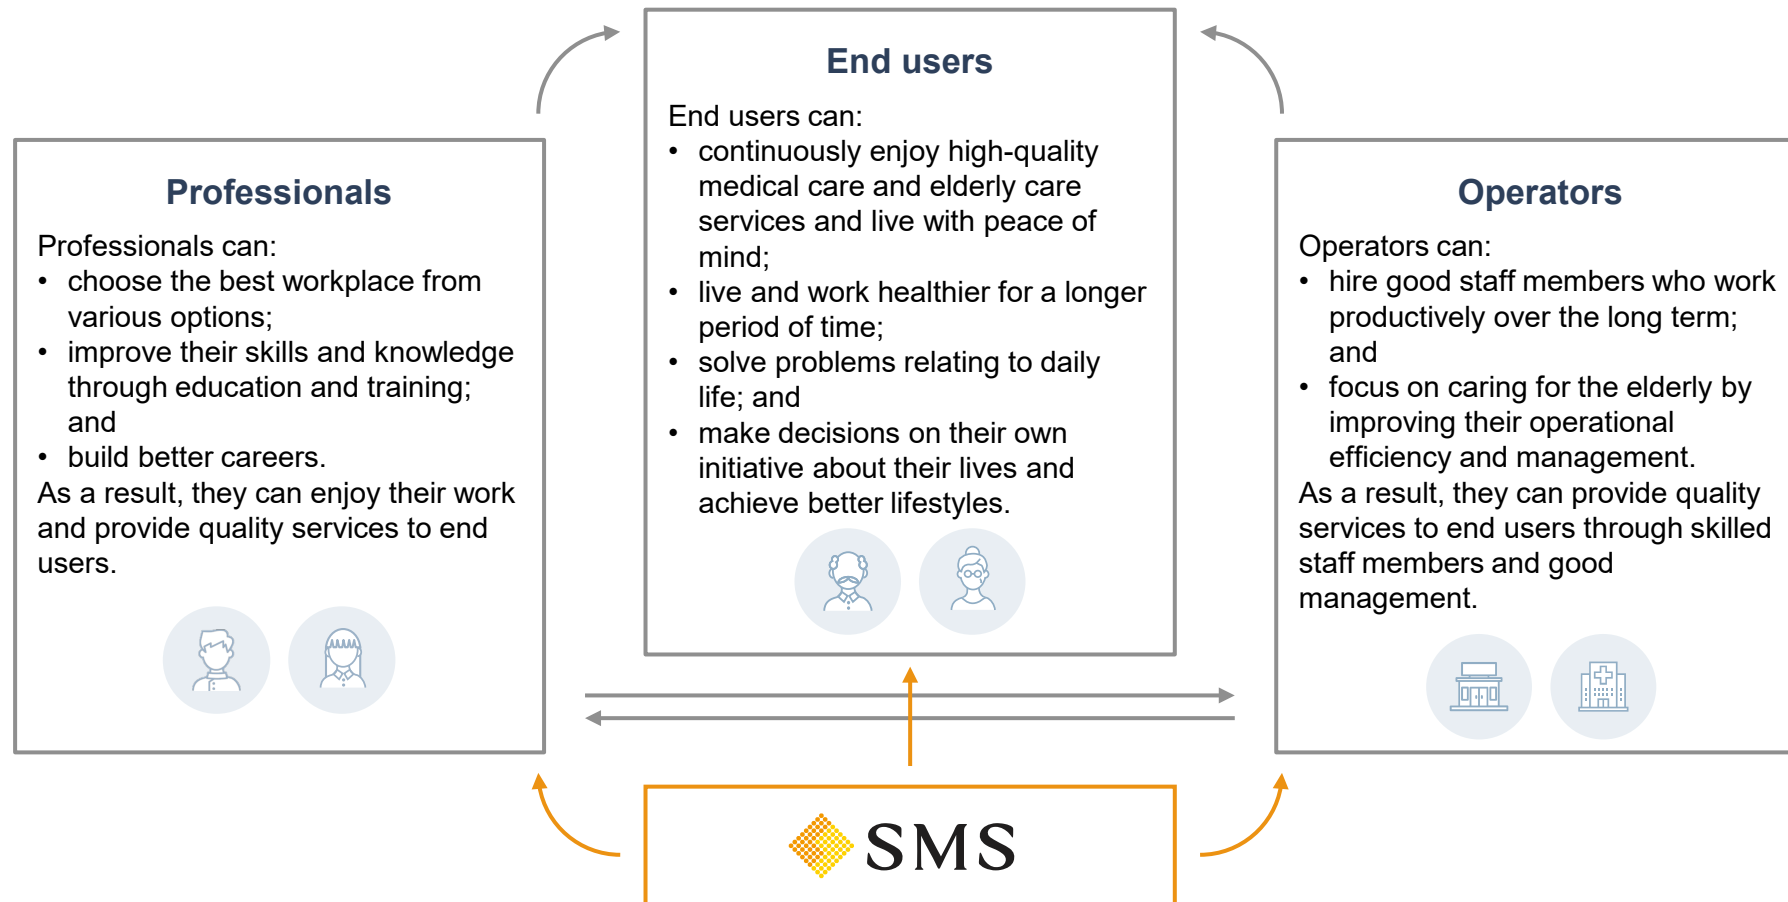 End users
End users can:
• continuously enjoy high-quality
medical care and elderly care
services and live with peace of
mind;
• live and work healthier for a longer
period of time;
• solve problems relating to daily
life; and
• make decisions on their own
initiative about their lives and
achieve better lifestyles.
Professionals
Professionals can:
• choose the best workplace from
various options;
• improve their skills and knowledge
through education and training;
and
• build better careers.
As a result, they can enjoy their work
and provide quality services to end
users.
Operators
Operators can:
• hire good staff members who work
productively over the long term;
and
• focus on caring for the elderly by
improving their operational
efficiency and management.
As a result, they can provide quality
services to end users through skilled
staff members and good
management.
SMS